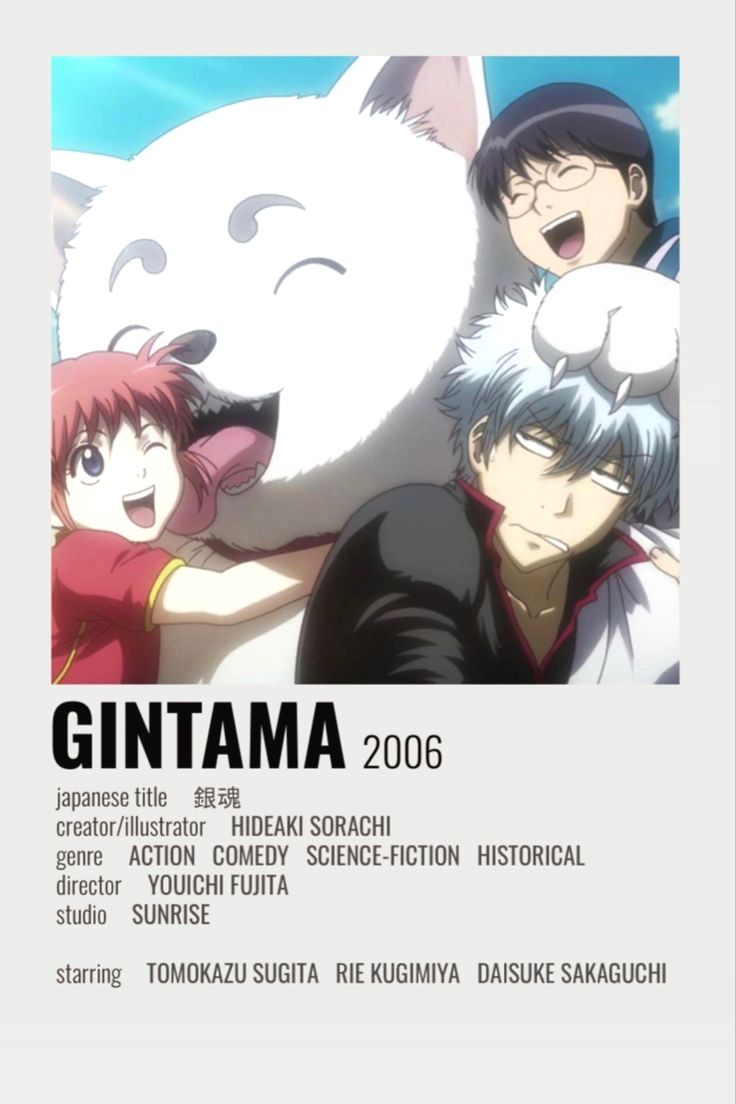 GINTAMA 2006
japanese title 銀魂
creator/illustrator HIDEAKI SORACHI
genre ACTION COMEDY SCIENCE-FICTION HISTORICAL
director YOUICHI FUJITA
studio SUNRISE
starring TOMOKAZU SUGITA RIE KUGIMIYA DAISUKE SAKAGUCHI